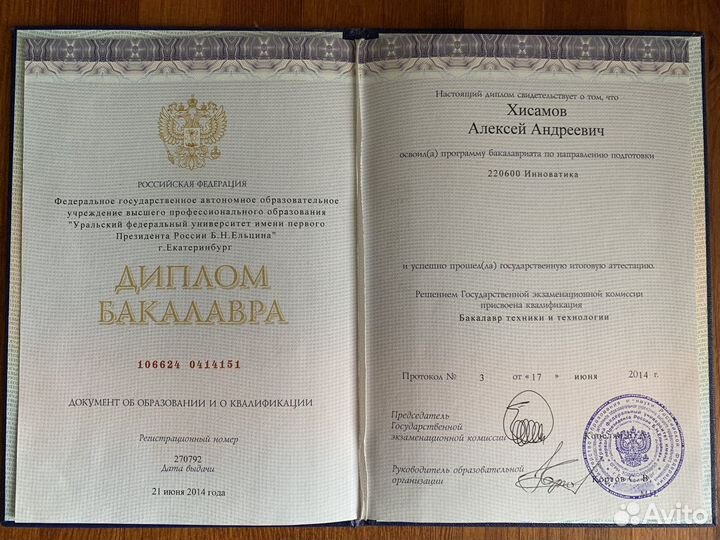 РОССИЙСКАЯ ФЕДЕРАЦИЯ
Федеральное государственное автономное образовательное
учреждение высшего профессионального образования
"Уральский федеральный университет имени первого
Президента России Б.Н.Ельцина"
г.Екатеринбург
ДИПЛОМ
БАКАЛАВРА
106624 0414151
ДОКУМЕНТ ОБ ОБРАЗОВАНИИ И О КВАЛИФИКАЦИИ
Регистрационный номер
270792
Дата выдачи
21 июня 2014 года
Настоящий диплом свидетельствует о том, что
Хисамов
Алексей Андреевич
освоил(а) программу бакалавриата по направлению подготовки
220600 Инноватика
и успешно прошел(ла) государственную итоговую аттестацию.
Решением Государственной экзаменационной комиссии
присвоена квалификация
Бакалавр техники и технологии
Протокол № 3 от «17 » июня 2014 г.
Председатель
Государственной
экзаменационной комиссии
Руководитель образовательной
организации
Кортов С. В.
М.П.
Avito